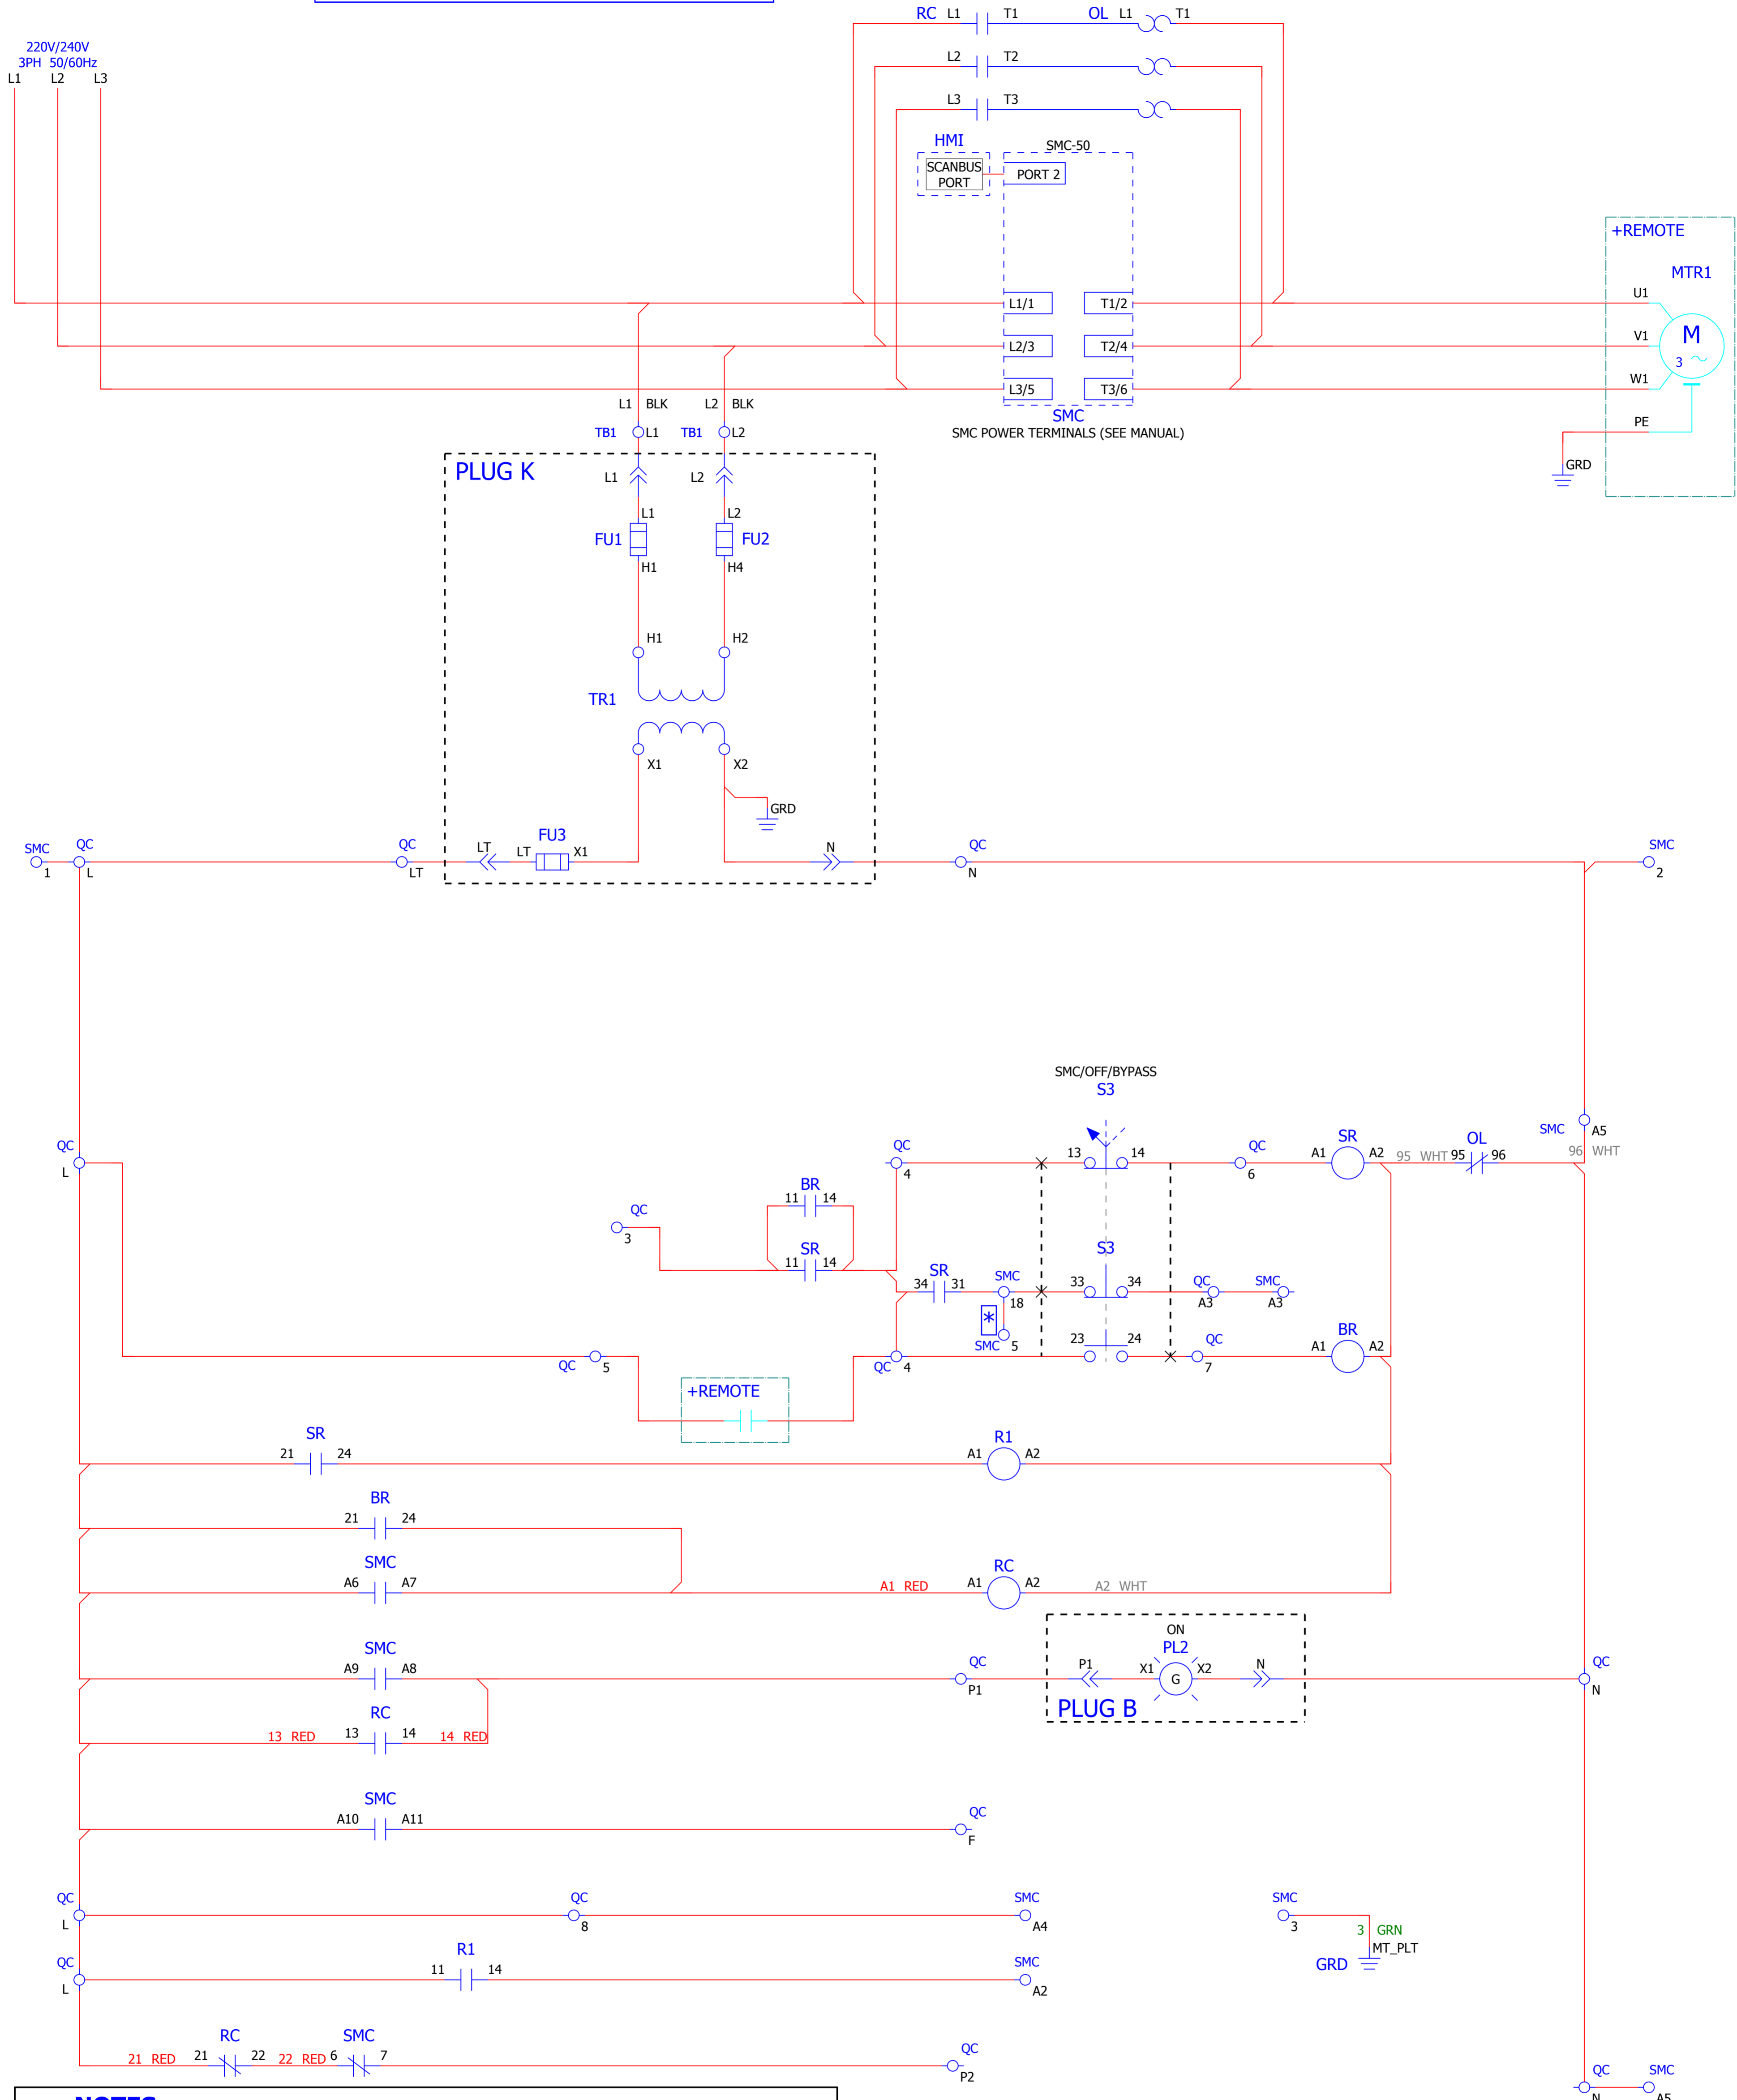 RC L1 T1 OL L1 T1
220V/240V
3PH 50/60Hz
L1 L2 L3
L2 T2
L3 T3
HMI
SMC-50
SCANBUS
PORT
PORT 2
+REMOTE
MTR1
L1/1 T1/2 U1
L2/3 T2/4 V1
M
3
L3/5 T3/6 W1
L1 BLK L2 BLK
SMC
PE
TB1 L1 TB1 L2
SMC POWER TERMINALS (SEE MANUAL)
PLUG K
L1 L2
GRD
L1 L2
FU1 FU2
H1 H4
H1 H2
TR1
X1 X2
GRD
SMC QC QC FU3 QC SMC
LT LT X1 N
1 L LT N 2
SMC/OFF/BYPASS
S3
SMC A5
QC QC 13 14 QC SR OL
A1 A2 95 WHT 95 96 96 WHT
L 4 6
BR
11 14
QC
3
SR
11 14
S3
SR SMC
34 31 33 34 QC SMC
18 A3 A3
*
SMC 5
23 24 QC BR
A1 A2
QC 5 QC 4 7
+REMOTE
SR R1
21 24 A1 A2
BR
21 24
SMC RC
A6 A7 A1 RED A1 A2 A2 WHT
ON
SMC PL2
A9 A8 QC P1 X1 G X2 N QC
P1 N
PLUG B
RC
13 RED 13 14 14 RED
SMC
A10 A11 QC
F
QC QC SMC SMC
L 8 A4 3
3 GRN
MT_PLT
GRD
QC R1 SMC
11 14
L A2
RC SMC
21 RED 21 22 22 RED 6 7 QC
P2
QC SMC
N A5
NOTES